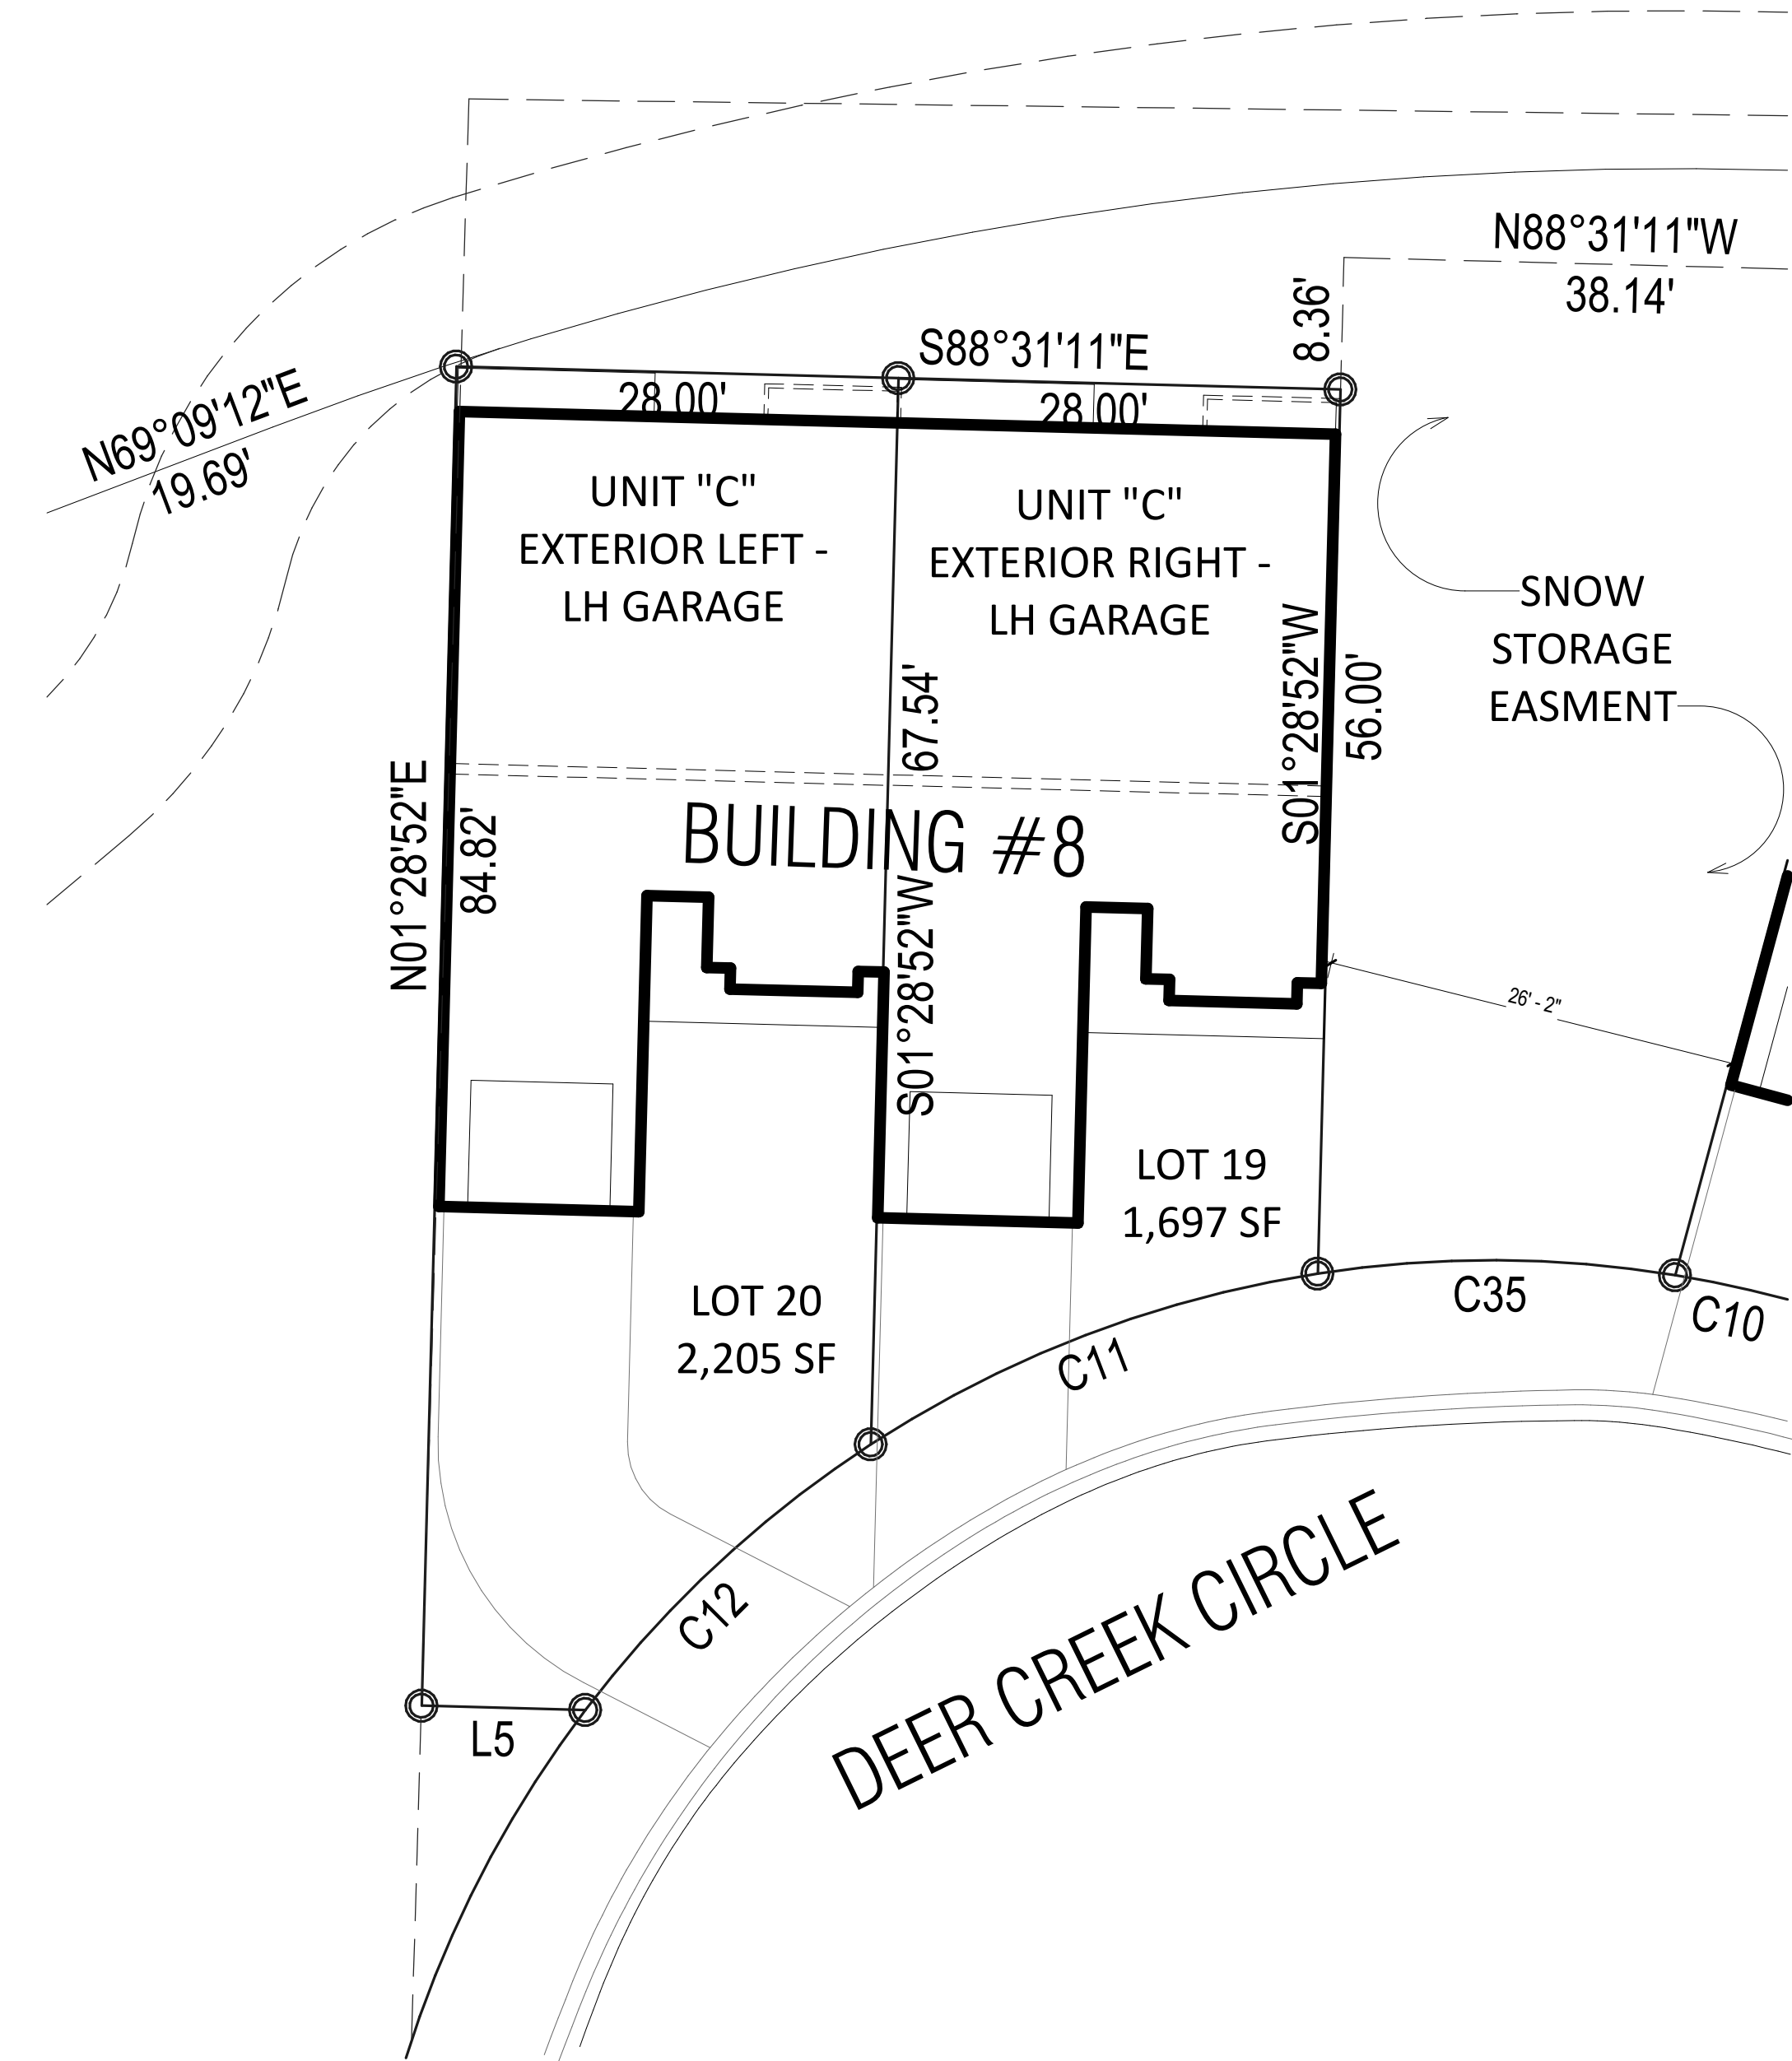 N88°31'11"W
38.14'
8.36'
S88°31'11"E
28.00'
28.00'
N69°09'12"E
19.69'
UNIT "C"
EXTERIOR LEFT -
LH GARAGE
UNIT "C"
EXTERIOR RIGHT -
LH GARAGE
SNOW
STORAGE
EASMENT
S01°28'52"W
56.00'
67.54'
N01°28'52"E
84.82'
BUILDING #8
S01°28'52"W
26' - 2"
LOT 19
1,697 SF
LOT 20
2,205 SF
C35
C10
C11
C12
L5
DEER CREEK CIRCLE